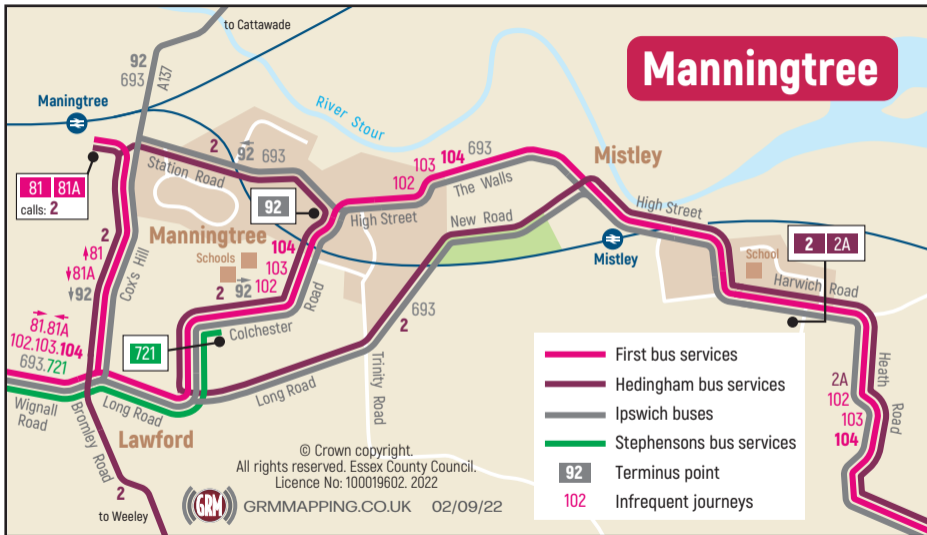 to Cattawade
Manningtree
92
693
A137
Maningtree
River Stour
Mistley
2
92
693
Station Road
103
104
693
102
The Walls
81 81A
calls: 2
92
High Street
New Road
High Street
Manningtree
Schools
2
81
81A
92
Cox's Hill
104
103
102
92
2
Road
Colchester
Mistley
School
2 2A
Harwich Road
81.81A
102.103.104
693.721
721
2
693
Trinity Road
Long Road
Long Road
Wignall
Road
Bromley Road
Lawford
2
to Weeley
2A
102
103
104
Heath
Road
First bus services
Hedingham bus services
Ipswich buses
Stephensons bus services
92 Terminus point
102 Infrequent journeys
© Crown copyright.
All rights reserved. Essex County Council.
Licence No: 100019602. 2022
GRM
GRMMAPPING.CO.UK 02/09/22